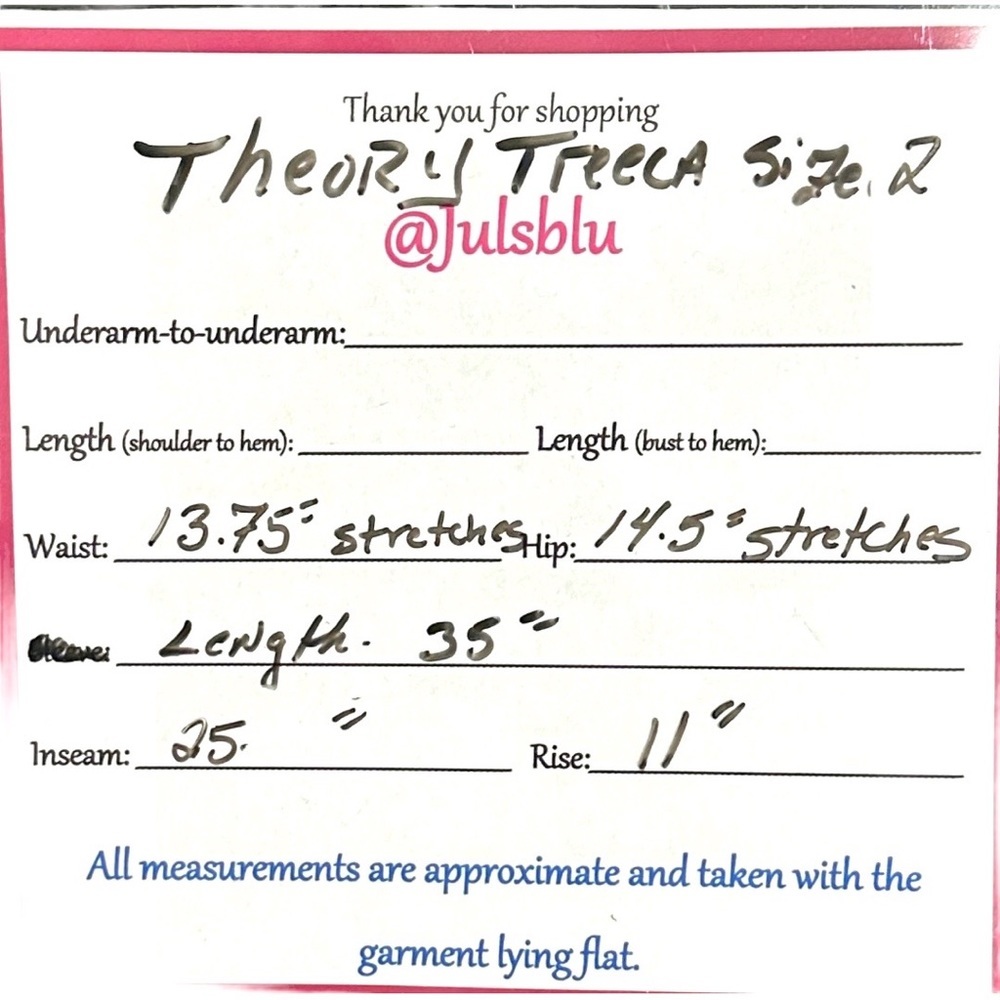 Thank you for shopping
Theory Treeca Size. 2
@Julsblu
Underarm-to-underarm:
Length (shoulder to hem): Length (bust to hem):
Waist: 13.75" stretches Hip: 14.5" stretches
Length. 35"
Inseam: 25. " Rise: 11"
All measurements are approximate and taken with the
garment lying flat.